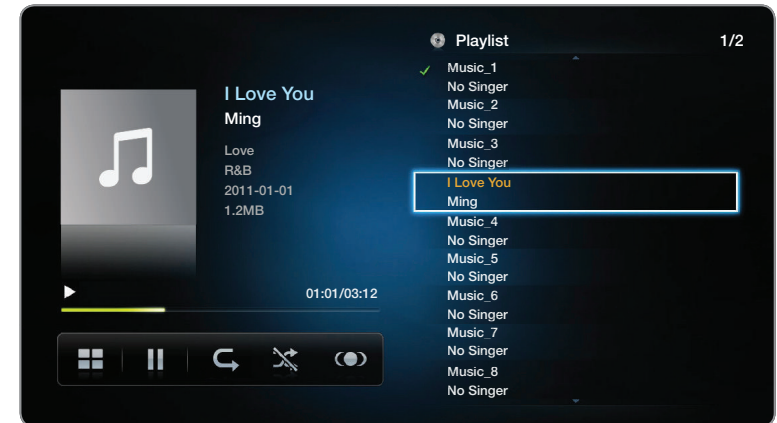 I Love You
Ming
Love
R&B
2011-01-01
1.2MB
01:01/03:12
Playlist 1/2
Music_1
No Singer
Music_2
No Singer
Music_3
No Singer
I Love You
Ming
Music_4
No Singer
Music_5
No Singer
Music_6
No Singer
Music_7
No Singer
Music_8
No Singer